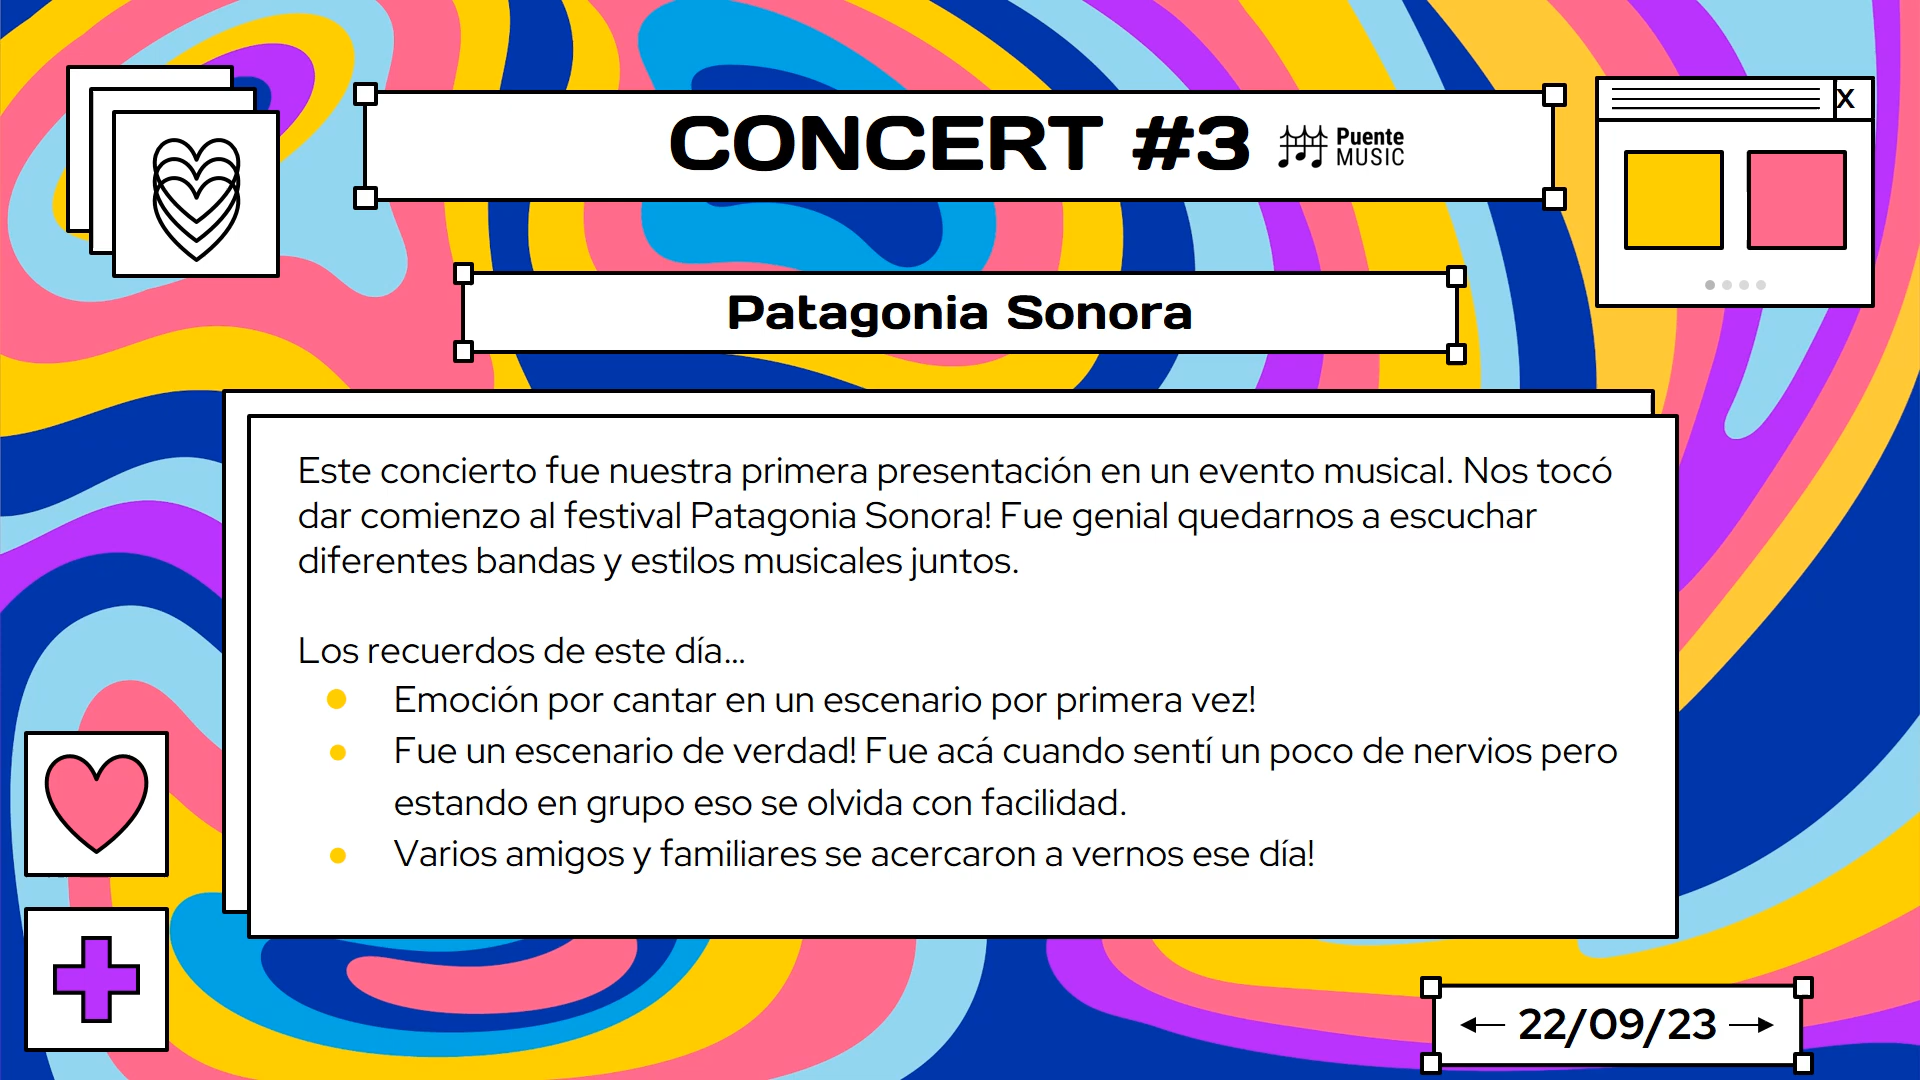 CONCERT #3
Puente
MUSIC
X
Patagonia Sonora
Este concierto fue nuestra primera presentación en un evento musical. Nos tocó
dar comienzo al festival Patagonia Sonora! Fue genial quedarnos a escuchar
diferentes bandas y estilos musicales juntos.
Los recuerdos de este día...
● Emoción por cantar en un escenario por primera vez!
● Fue un escenario de verdad! Fue acá cuando sentí un poco de nervios pero
estando en grupo eso se olvida con facilidad.
● Varios amigos y familiares se acercaron a vernos ese día!
22/09/23